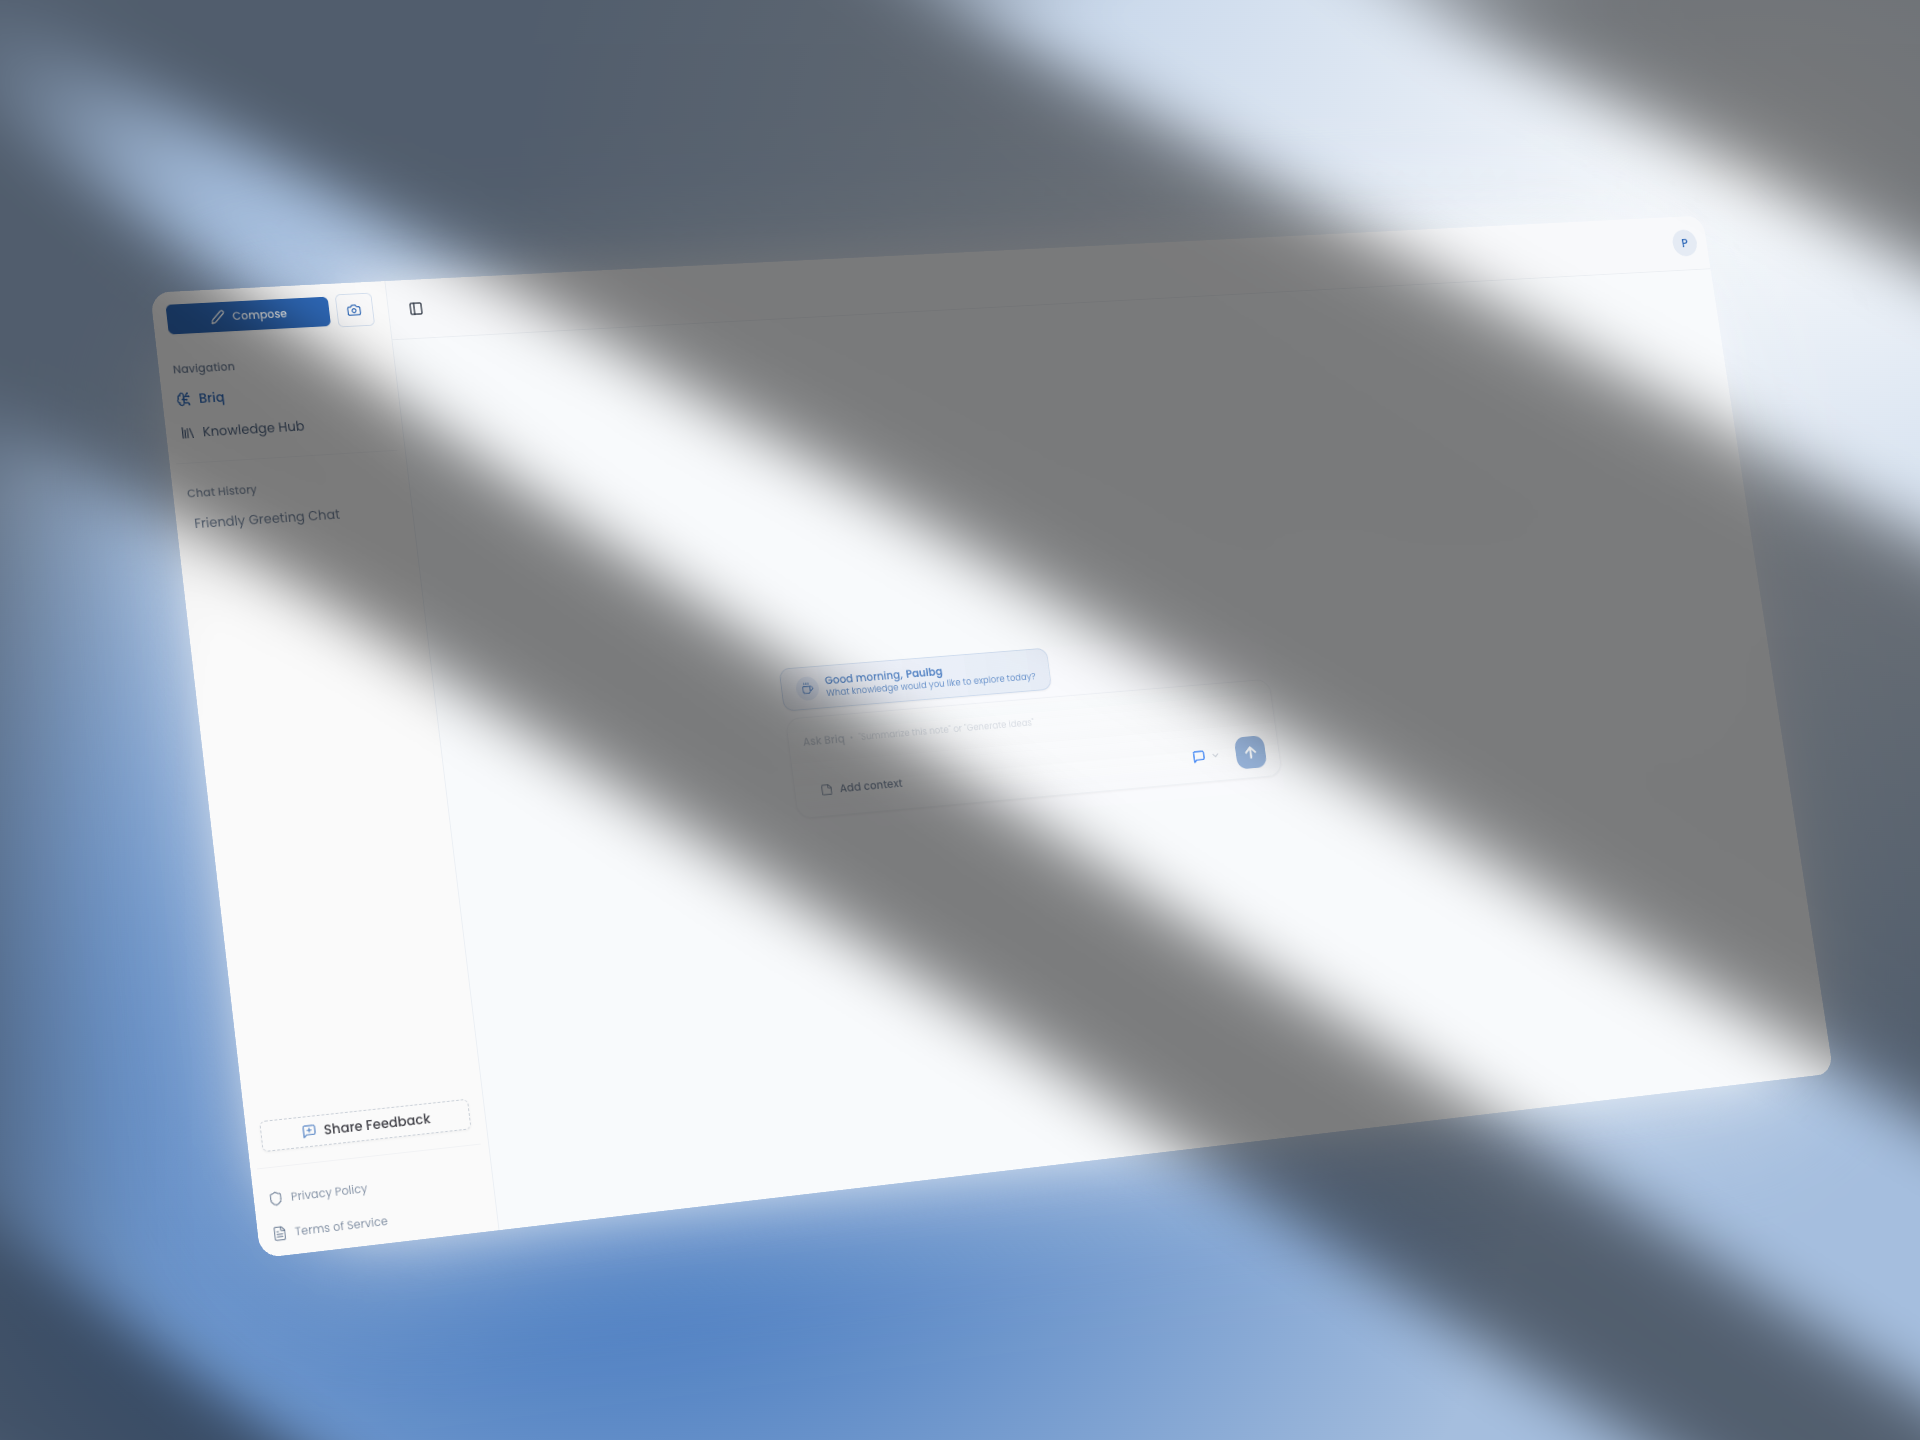 Compose
P
Navigation
Briq
Knowledge Hub
Chat History
Friendly Greeting Chat
Good morning, Paulbg
What knowledge would you like to explore today?
Ask Briq • "Summarize this note" or "Generate ideas"
Add context
Share Feedback
Privacy Policy
Terms of Service